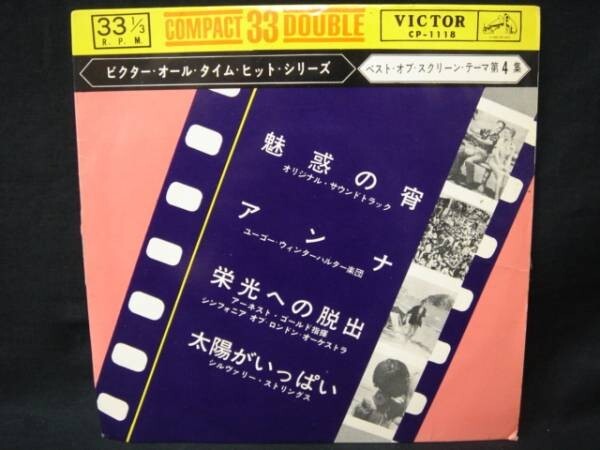 33 1/3
R. P. M.
COMPACT 33 DOUBLE
VICTOR
CP-1118
ビクター・オール・タイム・ヒット・シリーズ
ベスト・オブ・スクリーン・テーマ第4集
魅惑の宵
オリジナル・サウンドトラック
アンナ
ユーゴー・ウィンターハルター楽団
栄光への脱出
アーネスト・ゴールド指揮
シンフォニア オブ・ロンドン・オーケストラ
太陽がいっぱい
シルヴァリー・ストリングス